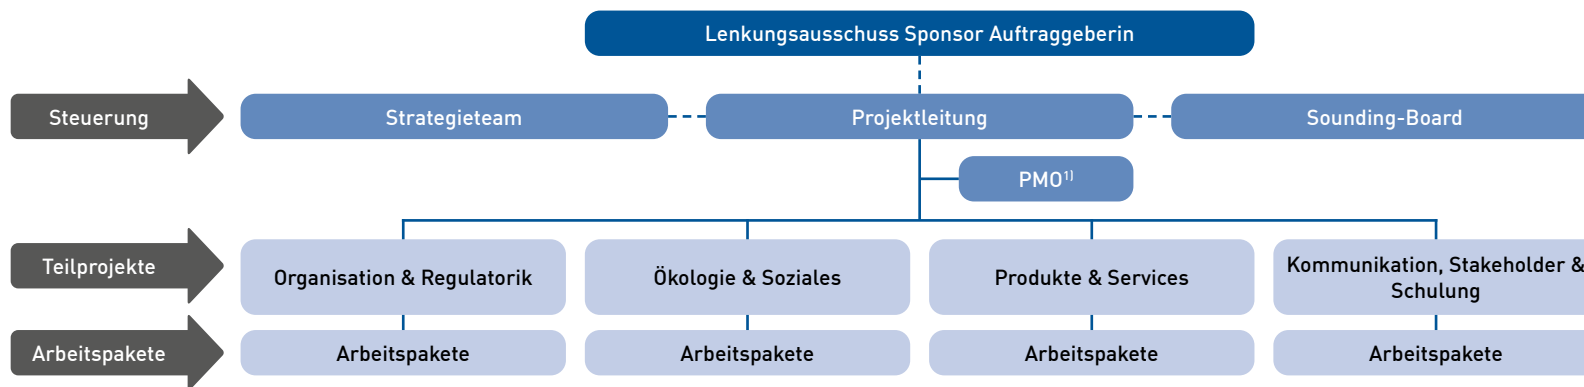 Lenkungsausschuss Sponsor Auftraggeberin
Steuerung
Strategieteam
Projektleitung
Sounding-Board
PMO¹⁾
Teilprojekte
Organisation & Regulatorik
Ökologie & Soziales
Produkte & Services
Kommunikation, Stakeholder &
Schulung
Arbeitspakete
Arbeitspakete
Arbeitspakete
Arbeitspakete
Arbeitspakete